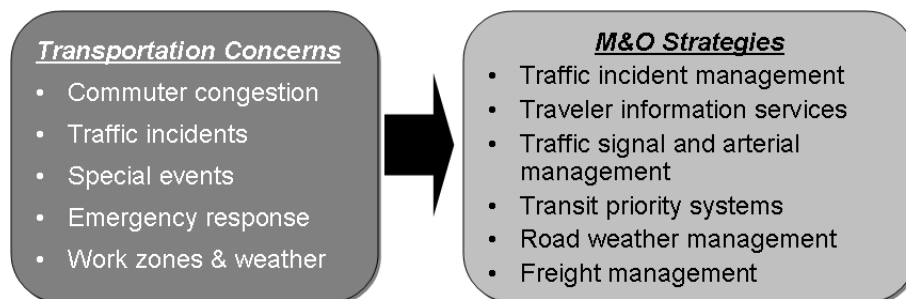 Transportation Concerns
• Commuter congestion
• Traffic incidents
• Special events
• Emergency response
• Work zones & weather
M&O Strategies
• Traffic incident management
• Traveler information services
• Traffic signal and arterial
management
• Transit priority systems
• Road weather management
• Freight management